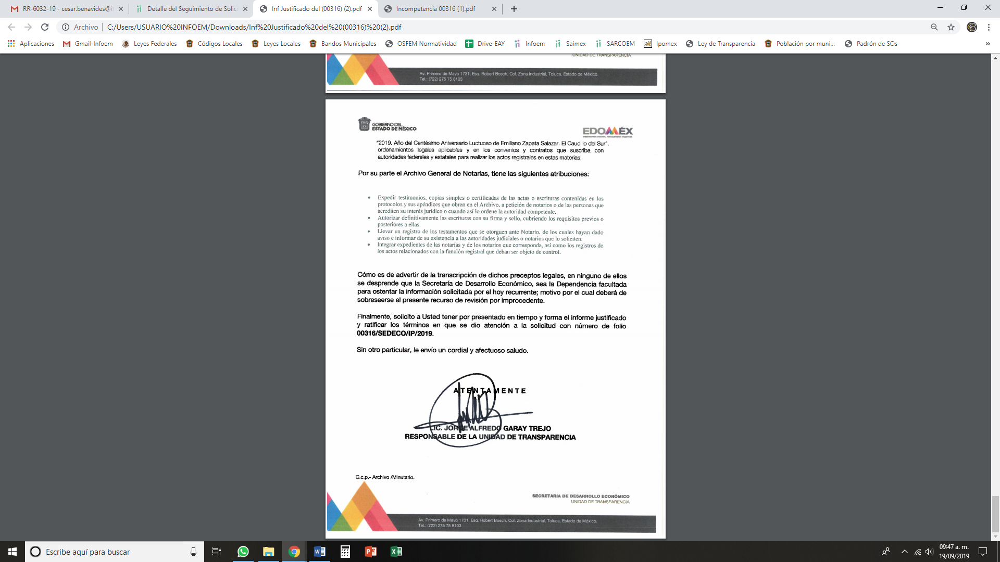 RR-6032-19 - cesar.benavides@i
Detalle del Seguimiento de Solici
Inf Justificado del (00316) (2).pdf
Incompetencia 00316 (1).pdf
Archivo
C:/Users/USUARIO%20INFOEM/Downloads/Inf%20Justificado%20del%20(00316)%20(2).pdf
Aplicaciones
Gmail-Infoem
Leyes Federales
Códigos Locales
Leyes Locales
Bandos Municipales
OSFEM Normatividad
Drive-EAY
Infoem
Saimex
SARCOEM
Ipomex
Ley de Transparencia
Población por muni...
Padrón de SOs
»
UNIDAD DE TRANSPARENCIA
Av. Primero de Mayo 1731, Esq. Robert Bosch, Col. Zona Industrial, Toluca, Estado de México.
Tel.: (722) 275 75 8103
GOBIERNO DEL
ESTADO DE MÉXICO
EDOMÉX
"2019. Año del Centésimo Aniversario Luctuoso de Emiliano Zapata Salazar. El Caudillo del Sur".
ordenamientos legales aplicables y en los convenios y contratos que suscriba con
autoridades federales y estatales para realizar los actos registrales en estas materias;
Por su parte el Archivo General de Notarías, tiene las siguientes atribuciones:
• Expedir testimonios, copias simples o certificadas de las actas o escrituras contenidas en los
protocolos y sus apéndices que obren en el Archivo, a petición de notarios o de las personas que
acrediten su interés jurídico o cuando así lo ordene la autoridad competente.
• Autorizar definitivamente las escrituras con su firma y sello, cubriendo los requisitos previos o
posteriores a ellas.
• Llevar un registro de los testamentos que se otorguen ante Notario, de los cuales hayan dado
aviso e informar de su existencia a las autoridades judiciales o notarios que lo soliciten.
• Integrar expedientes de las notarías y de los notarios que corresponda, así como los registros de
los actos relacionados con la función registral que deban ser objeto de control.
Cómo es de advertir de la transcripción de dichos preceptos legales, en ninguno de ellos
se desprende que la Secretaría de Desarrollo Económico, sea la Dependencia facultada
para ostentar la información solicitada por el hoy recurrente; motivo por el cual deberá de
sobreseerse el presente recurso de revisión por improcedente.
Finalmente, solicito a Usted tener por presentado en tiempo y forma el informe justificado
y ratificar los términos en que se dio atención a la solicitud con número de folio
00316/SEDECO/IP/2019.
Sin otro particular, le envío un cordial y afectuoso saludo.
A T E N T A M E N T E
LIC. JORGE ALFREDO GARAY TREJO
RESPONSABLE DE LA UNIDAD DE TRANSPARENCIA
C.c.p.- Archivo /Minutario.
SECRETARÍA DE DESARROLLO ECONÓMICO
UNIDAD DE TRANSPARENCIA
Av. Primero de Mayo 1731, Esq. Robert Bosch, Col. Zona Industrial, Toluca, Estado de México.
Tel.: (722) 275 75 8103
Escribe aquí para buscar
09:47 a. m.
19/09/2019